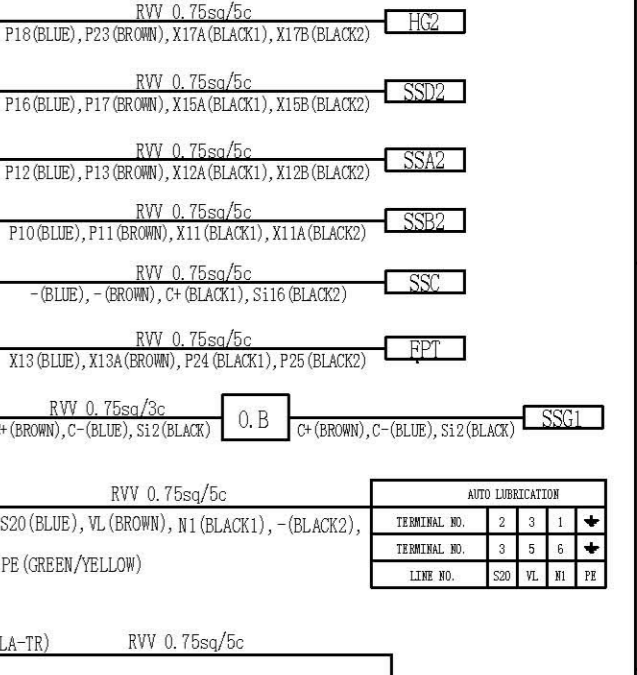 RVV 0.75sq/5c
P18(BLUE),P23(BROWN),X17A(BLACK1),X17B(BLACK2)
HG2
RVV 0.75sq/5c
P16(BLUE),P17(BROWN),X15A(BLACK1),X15B(BLACK2)
SSD2
RVV 0.75sq/5c
P12(BLUE),P13(BROWN),X12A(BLACK1),X12B(BLACK2)
SSA2
RVV 0.75sq/5c
P10(BLUE),P11(BROWN),X11(BLACK1),X11A(BLACK2)
SSB2
RVV 0.75sq/5c
-(BLUE),-(BROWN),C+(BLACK1),Si16(BLACK2)
SSC
RVV 0.75sq/5c
X13(BLUE),X13A(BROWN),P24(BLACK1),P25(BLACK2)
FPT
RVV 0.75sq/3c
+(BROWN),C-(BLUE),Si2(BLACK)
O.B
C+(BROWN),C-(BLUE),Si2(BLACK)
SSG1
RVV 0.75sq/5c
S20(BLUE),VL(BROWN),N1(BLACK1),-(BLACK2),
PE(GREEN/YELLOW)
AUTO LUBRICATION
TERMINAL NO. 2 3 1
TERMINAL NO. 3 5 6
LINE NO. S20 VL N1 PE
LA-TR) RVV 0.75sq/5c